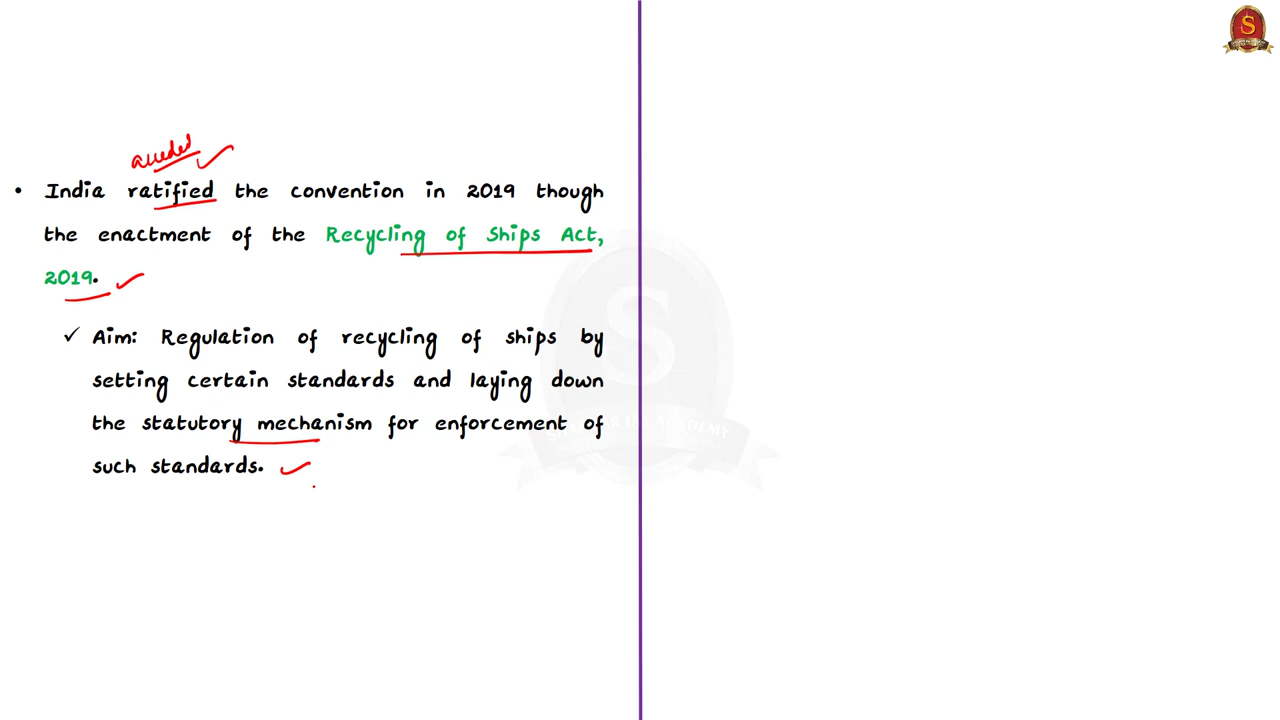 acceded
• India ratified the convention in 2019 though
the enactment of the Recycling of Ships Act,
2019.
✓ Aim: Regulation of recycling of ships by
setting certain standards and laying down
the statutory mechanism for enforcement of
such standards.
S